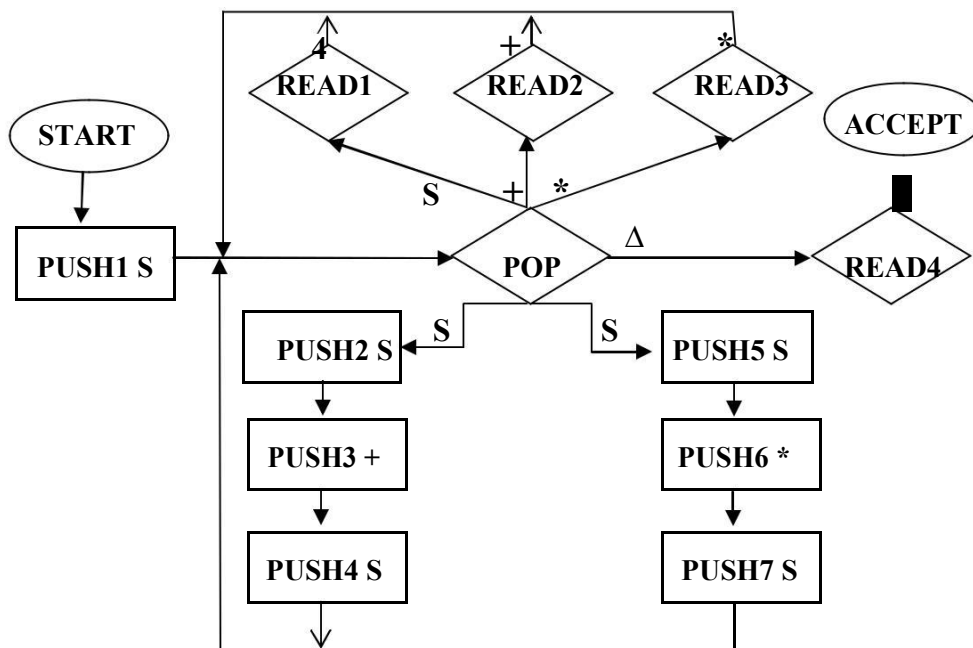 4
+
*
READ1
READ2
READ3
START
ACCEPT
S
+
*
PUSH1 S
POP
Δ
READ4
S
S
PUSH2 S
PUSH5 S
PUSH3 +
PUSH6 *
PUSH4 S
PUSH7 S